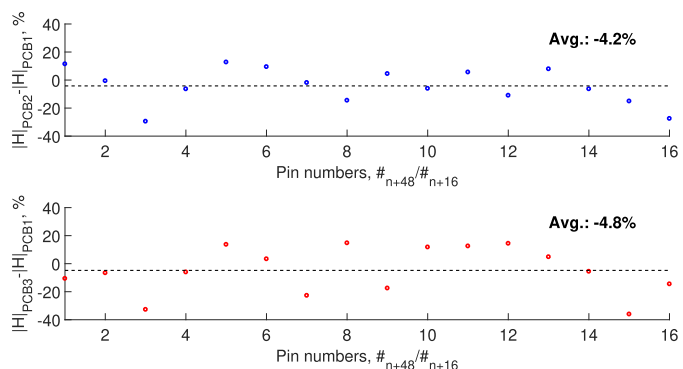 |H|PCB2-|H|PCB1, %
40
20
0
-20
-40
Avg.: -4.2%
2 4 6 8 10 12 14 16
Pin numbers, #n+48/#n+16
|H|PCB3-|H|PCB1, %
40
20
0
-20
-40
Avg.: -4.8%
2 4 6 8 10 12 14 16
Pin numbers, #n+48/#n+16